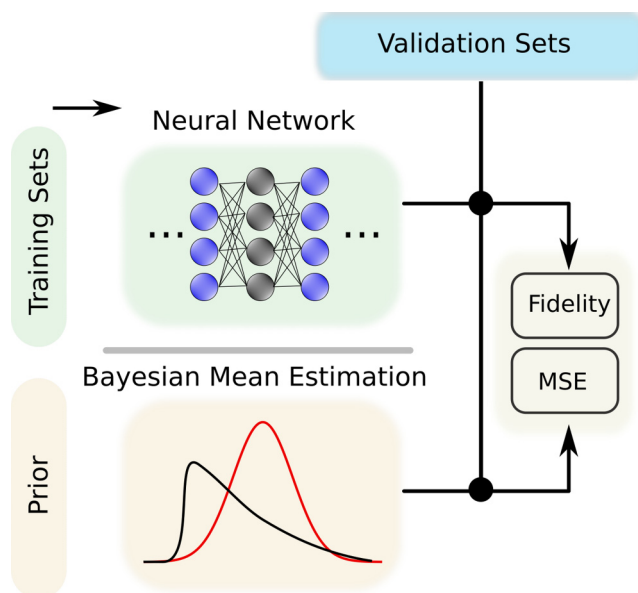 Validation Sets
Neural Network
Training Sets
... ...
Bayesian Mean Estimation
Prior
Fidelity
MSE